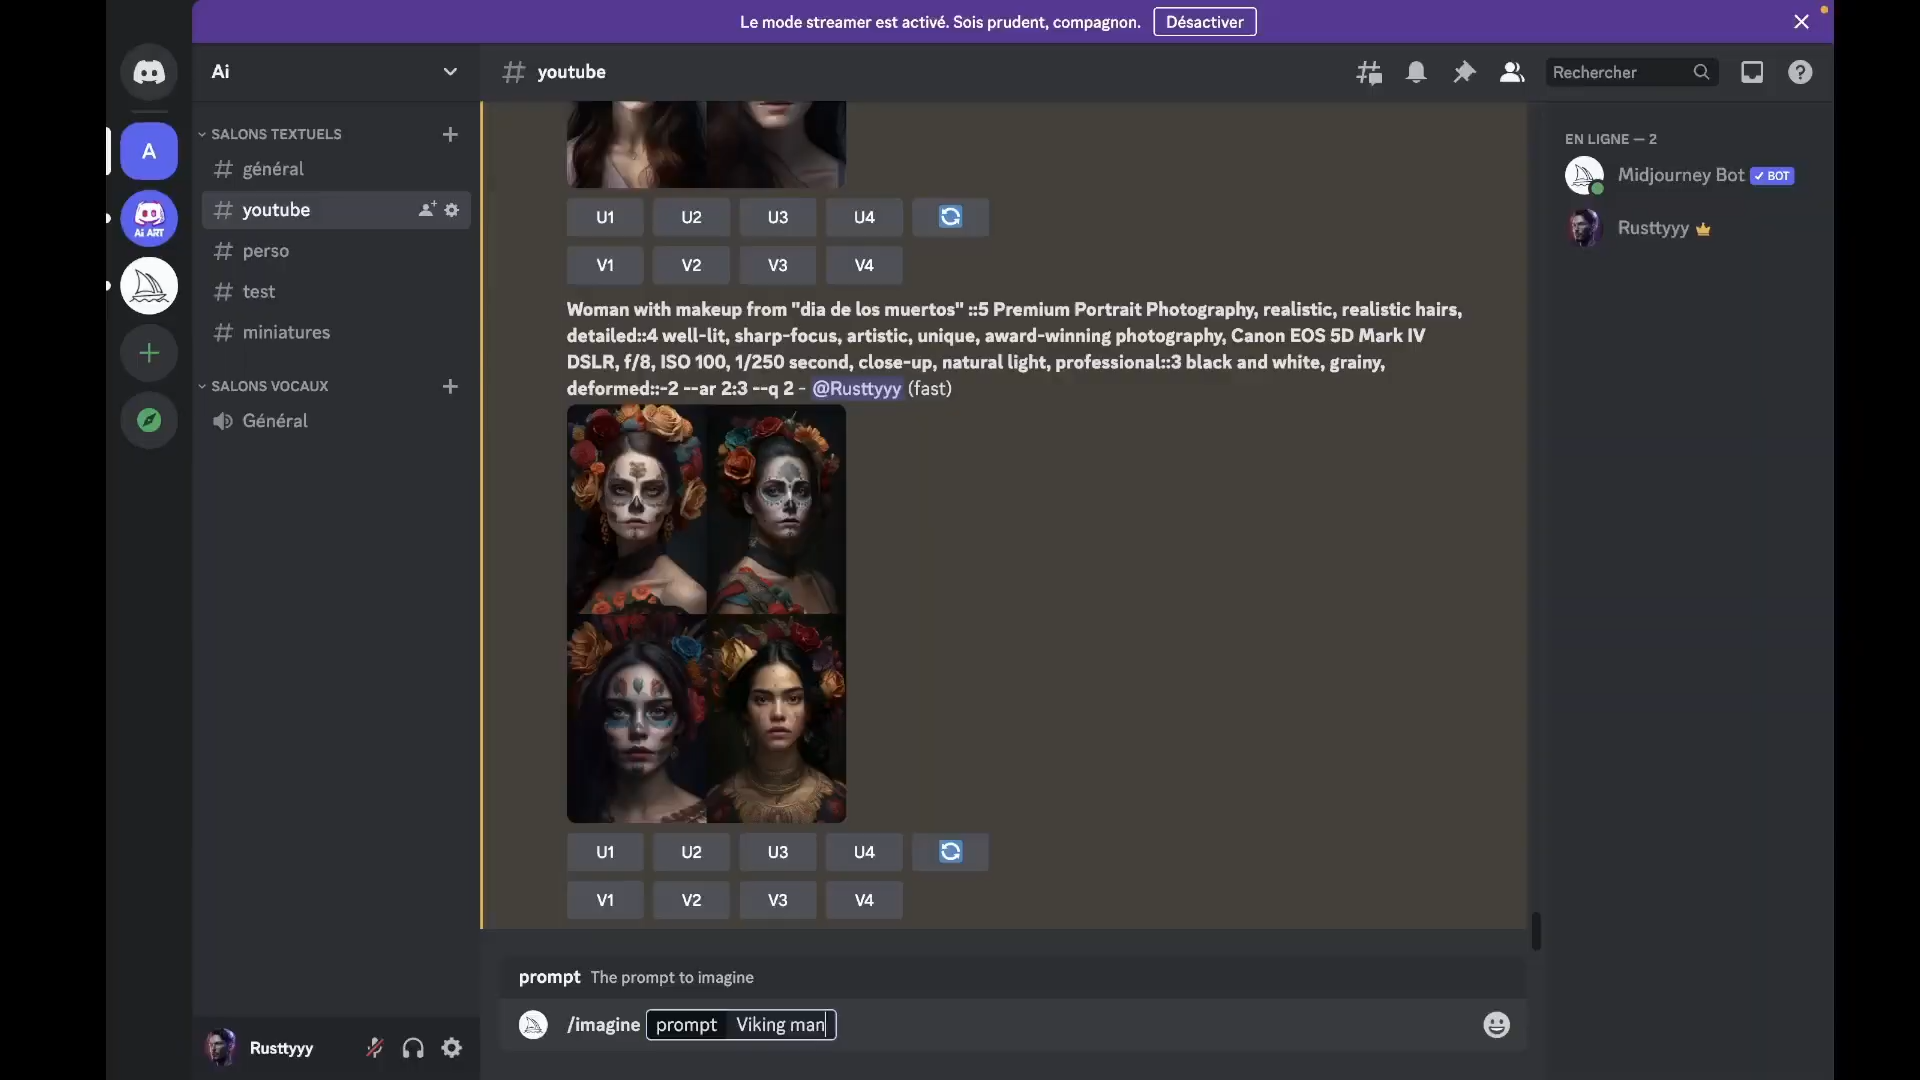 Le mode streamer est activé. Sois prudent, compagnon. Désactiver
Ai
youtube
Rechercher
A
Ai ART
SALONS TEXTUELS
général
youtube
perso
test
miniatures
SALONS VOCAUX
Général
U1 U2 U3 U4
V1 V2 V3 V4
Woman with makeup from "dia de los muertos" ::5 Premium Portrait Photography, realistic, realistic hairs,
detailed::4 well-lit, sharp-focus, artistic, unique, award-winning photography, Canon EOS 5D Mark IV
DSLR, f/8, ISO 100, 1/250 second, close-up, natural light, professional::3 black and white, grainy,
deformed::-2 --ar 2:3 --q 2 - @Rusttyyy (fast)
U1 U2 U3 U4
V1 V2 V3 V4
prompt The prompt to imagine
/imagine prompt Viking man
EN LIGNE — 2
Midjourney Bot ✓ BOT
Rusttyyy
Rusttyyy